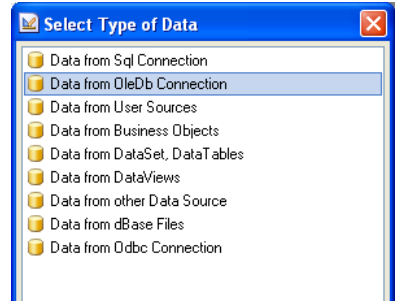 Select Type of Data
Data from Sql Connection
Data from OleDb Connection
Data from User Sources
Data from Business Objects
Data from DataSet, DataTables
Data from DataViews
Data from other Data Source
Data from dBase Files
Data from Odbc Connection